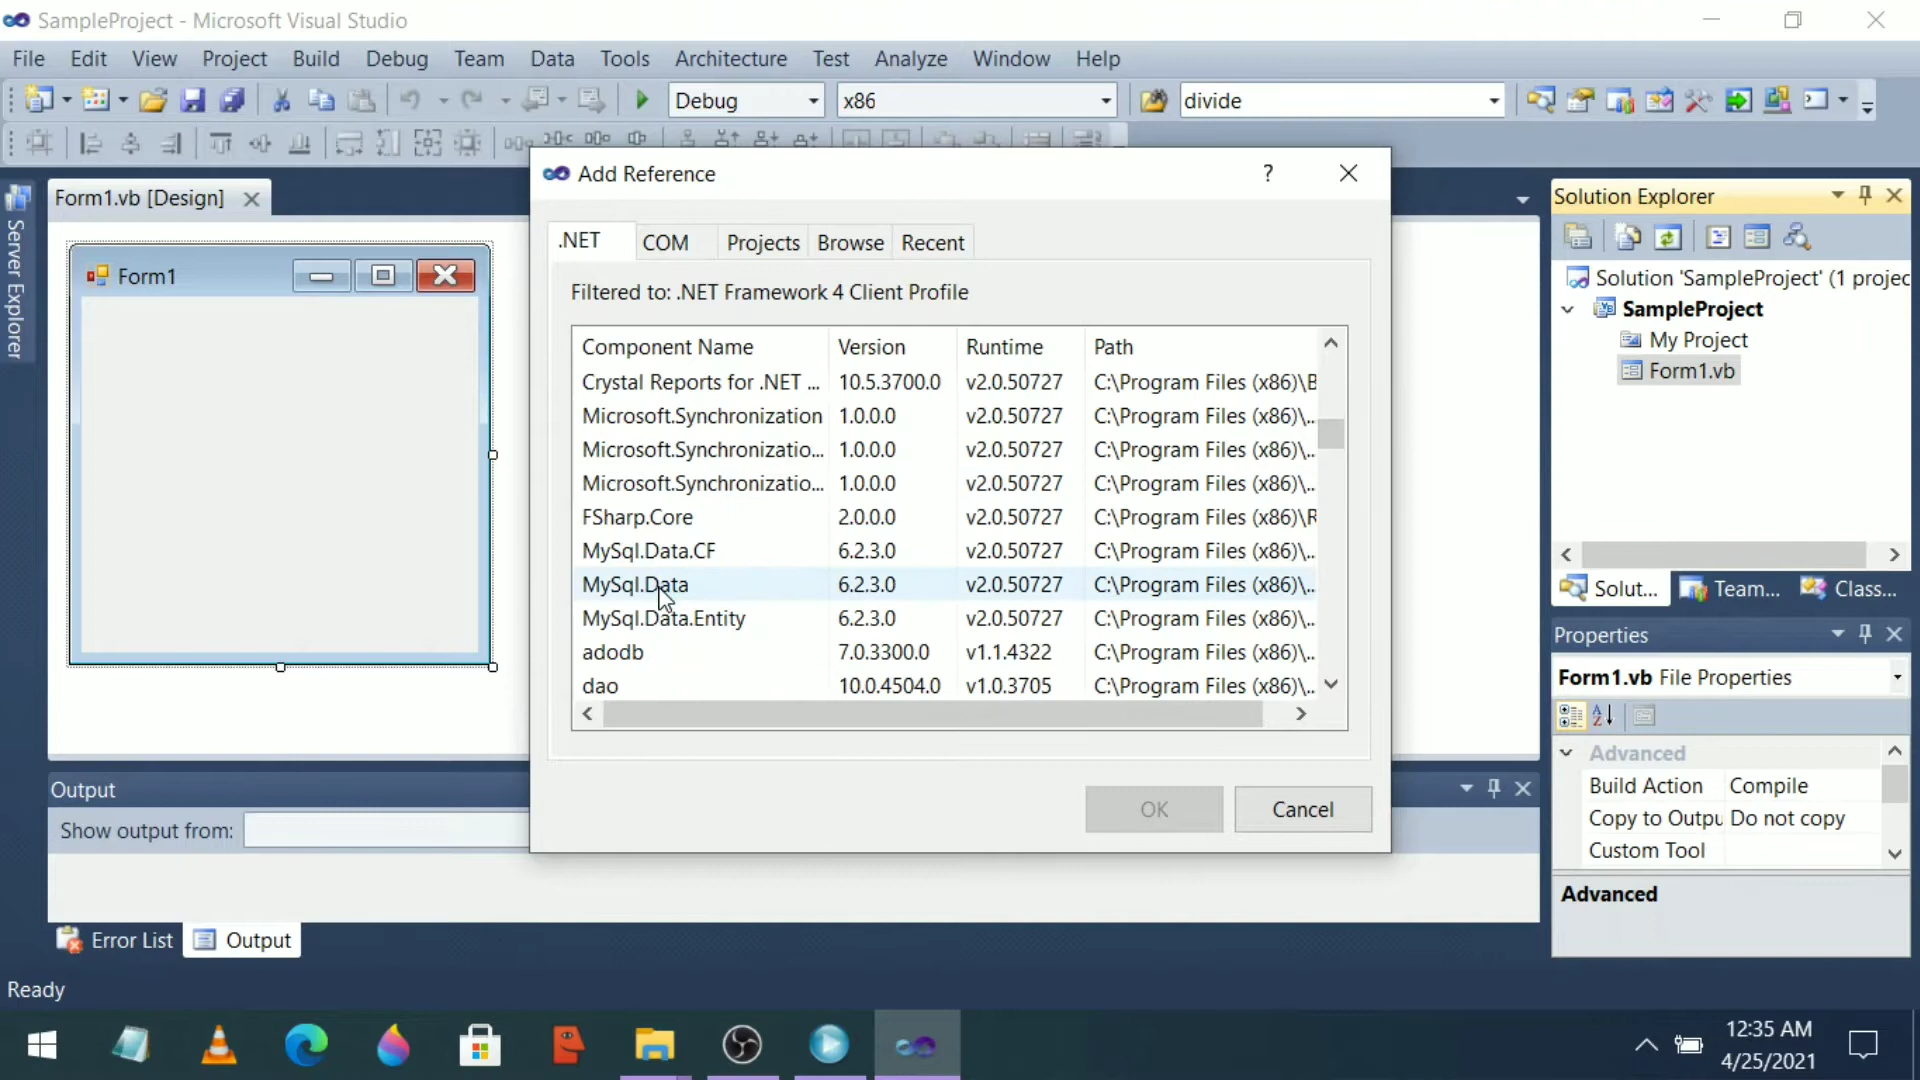 SampleProject - Microsoft Visual Studio
File Edit View Project Build Debug Team Data Tools Architecture Test Analyze Window Help
Debug x86 divide
Server Explorer
Form1.vb [Design]
Form1
Add Reference ?
.NET COM Projects Browse Recent
Filtered to: .NET Framework 4 Client Profile
Component Name Version Runtime Path
Crystal Reports for .NET ... 10.5.3700.0 v2.0.50727 C:\Program Files (x86)\B
Microsoft.Synchronization 1.0.0.0 v2.0.50727 C:\Program Files (x86)\...
Microsoft.Synchronizatio... 1.0.0.0 v2.0.50727 C:\Program Files (x86)\...
Microsoft.Synchronizatio... 1.0.0.0 v2.0.50727 C:\Program Files (x86)\...
FSharp.Core 2.0.0.0 v2.0.50727 C:\Program Files (x86)\R
MySql.Data.CF 6.2.3.0 v2.0.50727 C:\Program Files (x86)\...
MySql.Data 6.2.3.0 v2.0.50727 C:\Program Files (x86)\...
MySql.Data.Entity 6.2.3.0 v2.0.50727 C:\Program Files (x86)\...
adodb 7.0.3300.0 v1.1.4322 C:\Program Files (x86)\...
dao 10.0.4504.0 v1.0.3705 C:\Program Files (x86)\...
OK Cancel
Solution Explorer
Solution 'SampleProject' (1 projec
SampleProject
My Project
Form1.vb
Solut... Team... Class...
Properties
Form1.vb File Properties
Advanced
Build Action Compile
Copy to Outpu Do not copy
Custom Tool
Advanced
Output
Show output from:
Error List Output
Ready
12:35 AM
4/25/2021